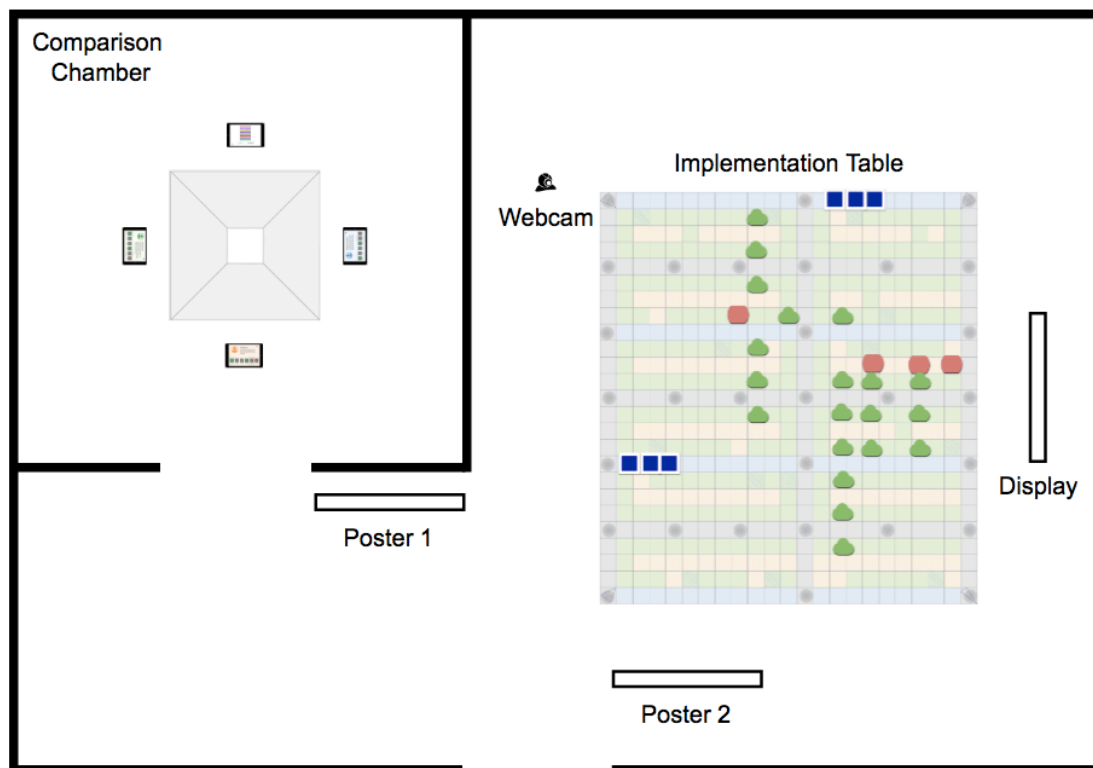 Comparison
Chamber
Implementation Table
Webcam
Display
Poster 1
Poster 2